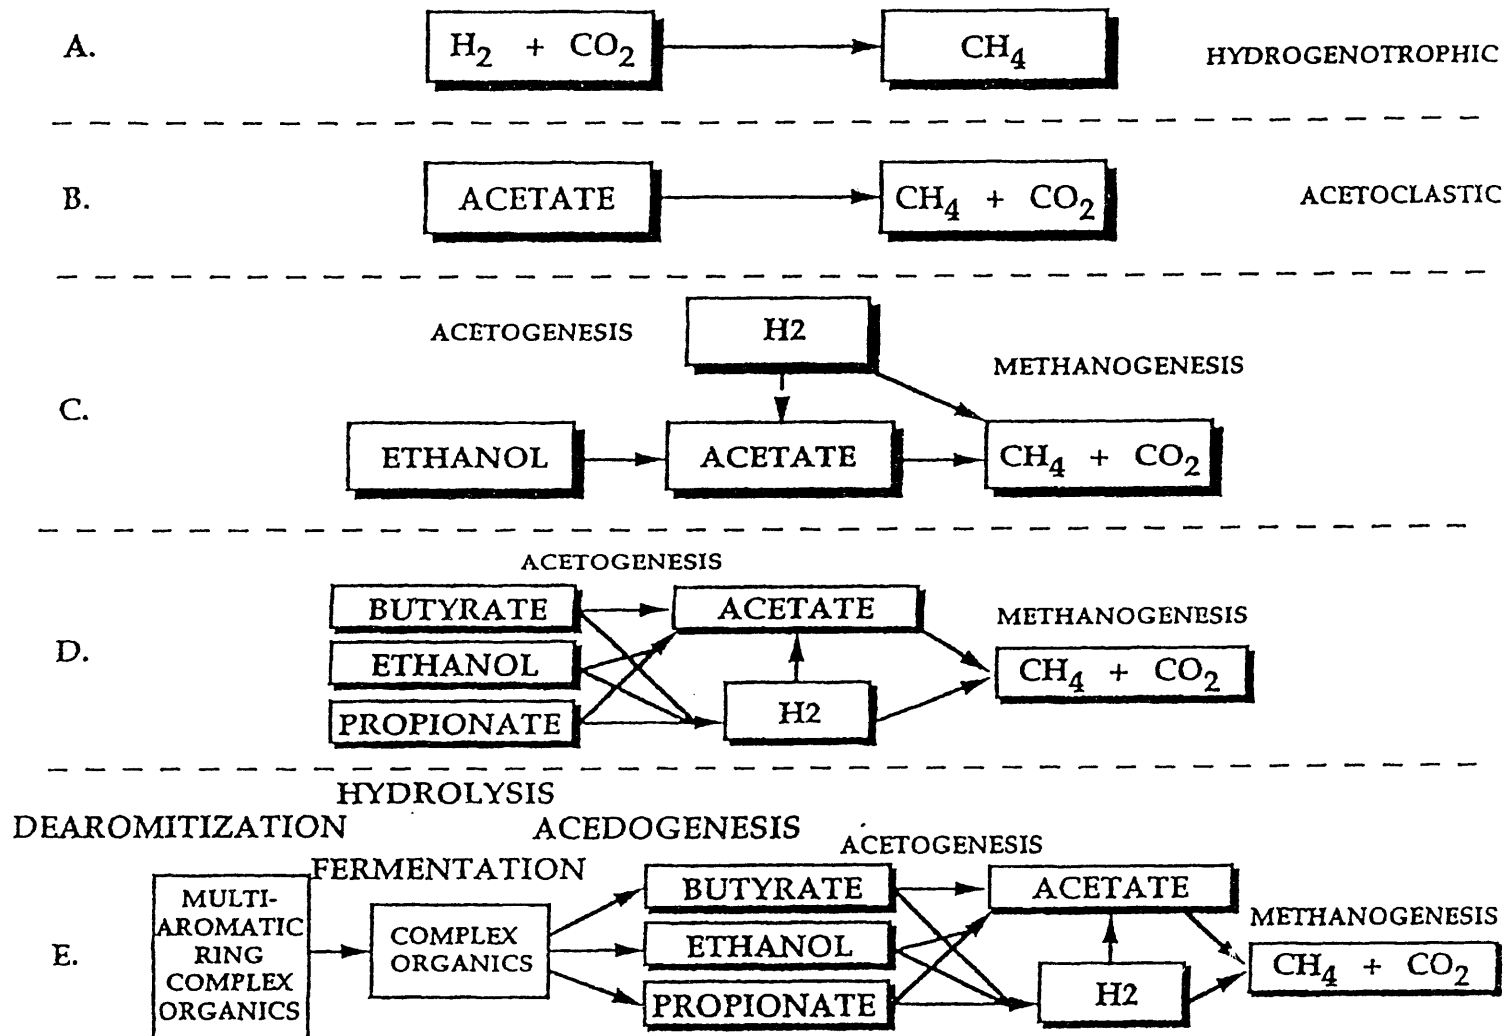 A.
H₂ + CO₂
CH₄
HYDROGENOTROPHIC
B.
ACETATE
CH₄ + CO₂
ACETOCLASTIC
C.
ACETOGENESIS
H2
METHANOGENESIS
ETHANOL
ACETATE
CH₄ + CO₂
D.
ACETOGENESIS
BUTYRATE
ACETATE
METHANOGENESIS
ETHANOL
CH₄ + CO₂
PROPIONATE
H2
E.
HYDROLYSIS
DEAROMITIZATION
ACEDOGENESIS
ACETOGENESIS
FERMENTATION
MULTI-
AROMATIC
RING
COMPLEX
ORGANICS
COMPLEX
ORGANICS
BUTYRATE
ETHANOL
PROPIONATE
ACETATE
H2
METHANOGENESIS
CH₄ + CO₂